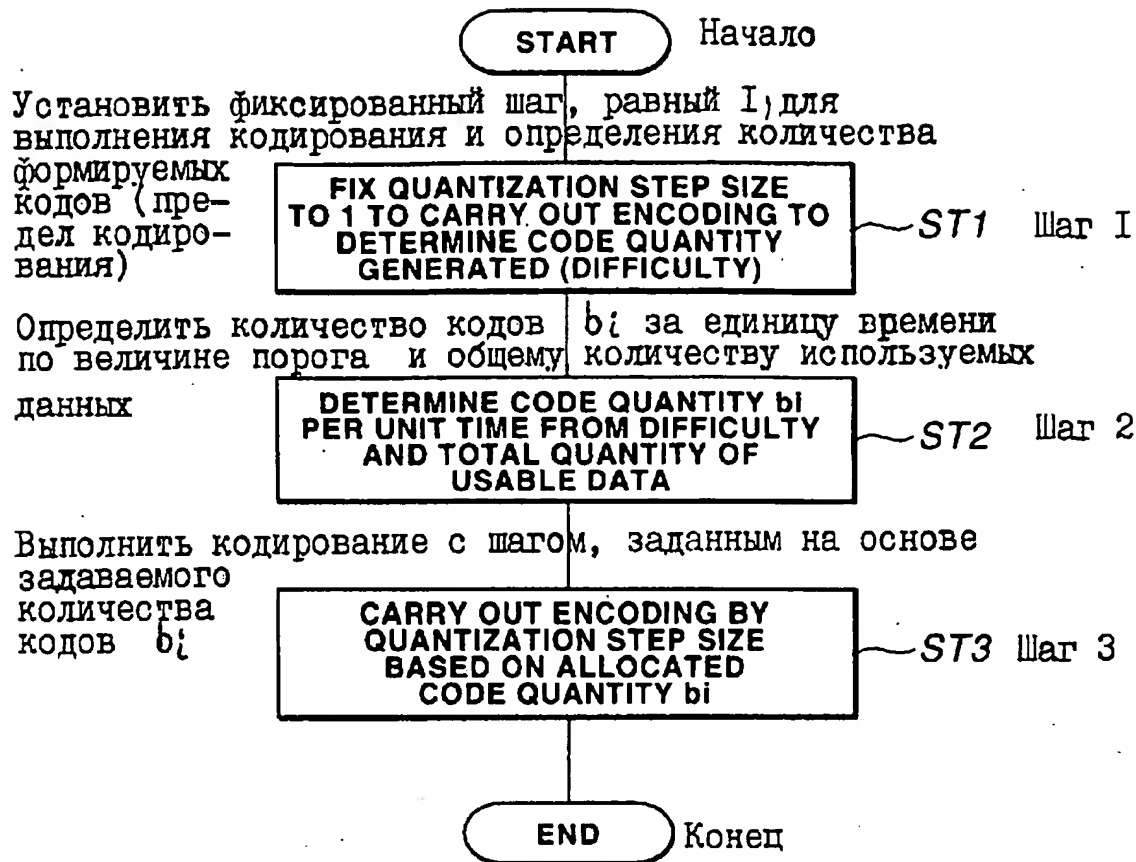 START Начало
Установить фиксированный шаг, равный I, для
выполнения кодирования и определения количества
формируемых
кодов (пре-
дел кодиро-
вания)
FIX QUANTIZATION STEP SIZE
TO 1 TO CARRY OUT ENCODING TO
DETERMINE CODE QUANTITY
GENERATED (DIFFICULTY)
ST1 Шаг I
Определить количество кодов bi за единицу времени
по величине порога и общему количеству используемых
данных
DETERMINE CODE QUANTITY bi
PER UNIT TIME FROM DIFFICULTY
AND TOTAL QUANTITY OF
USABLE DATA
ST2 Шаг 2
Выполнить кодирование с шагом, заданным на основе
задаваемого
количества
кодов bi
CARRY OUT ENCODING BY
QUANTIZATION STEP SIZE
BASED ON ALLOCATED
CODE QUANTITY bi
ST3 Шаг 3
END Конец